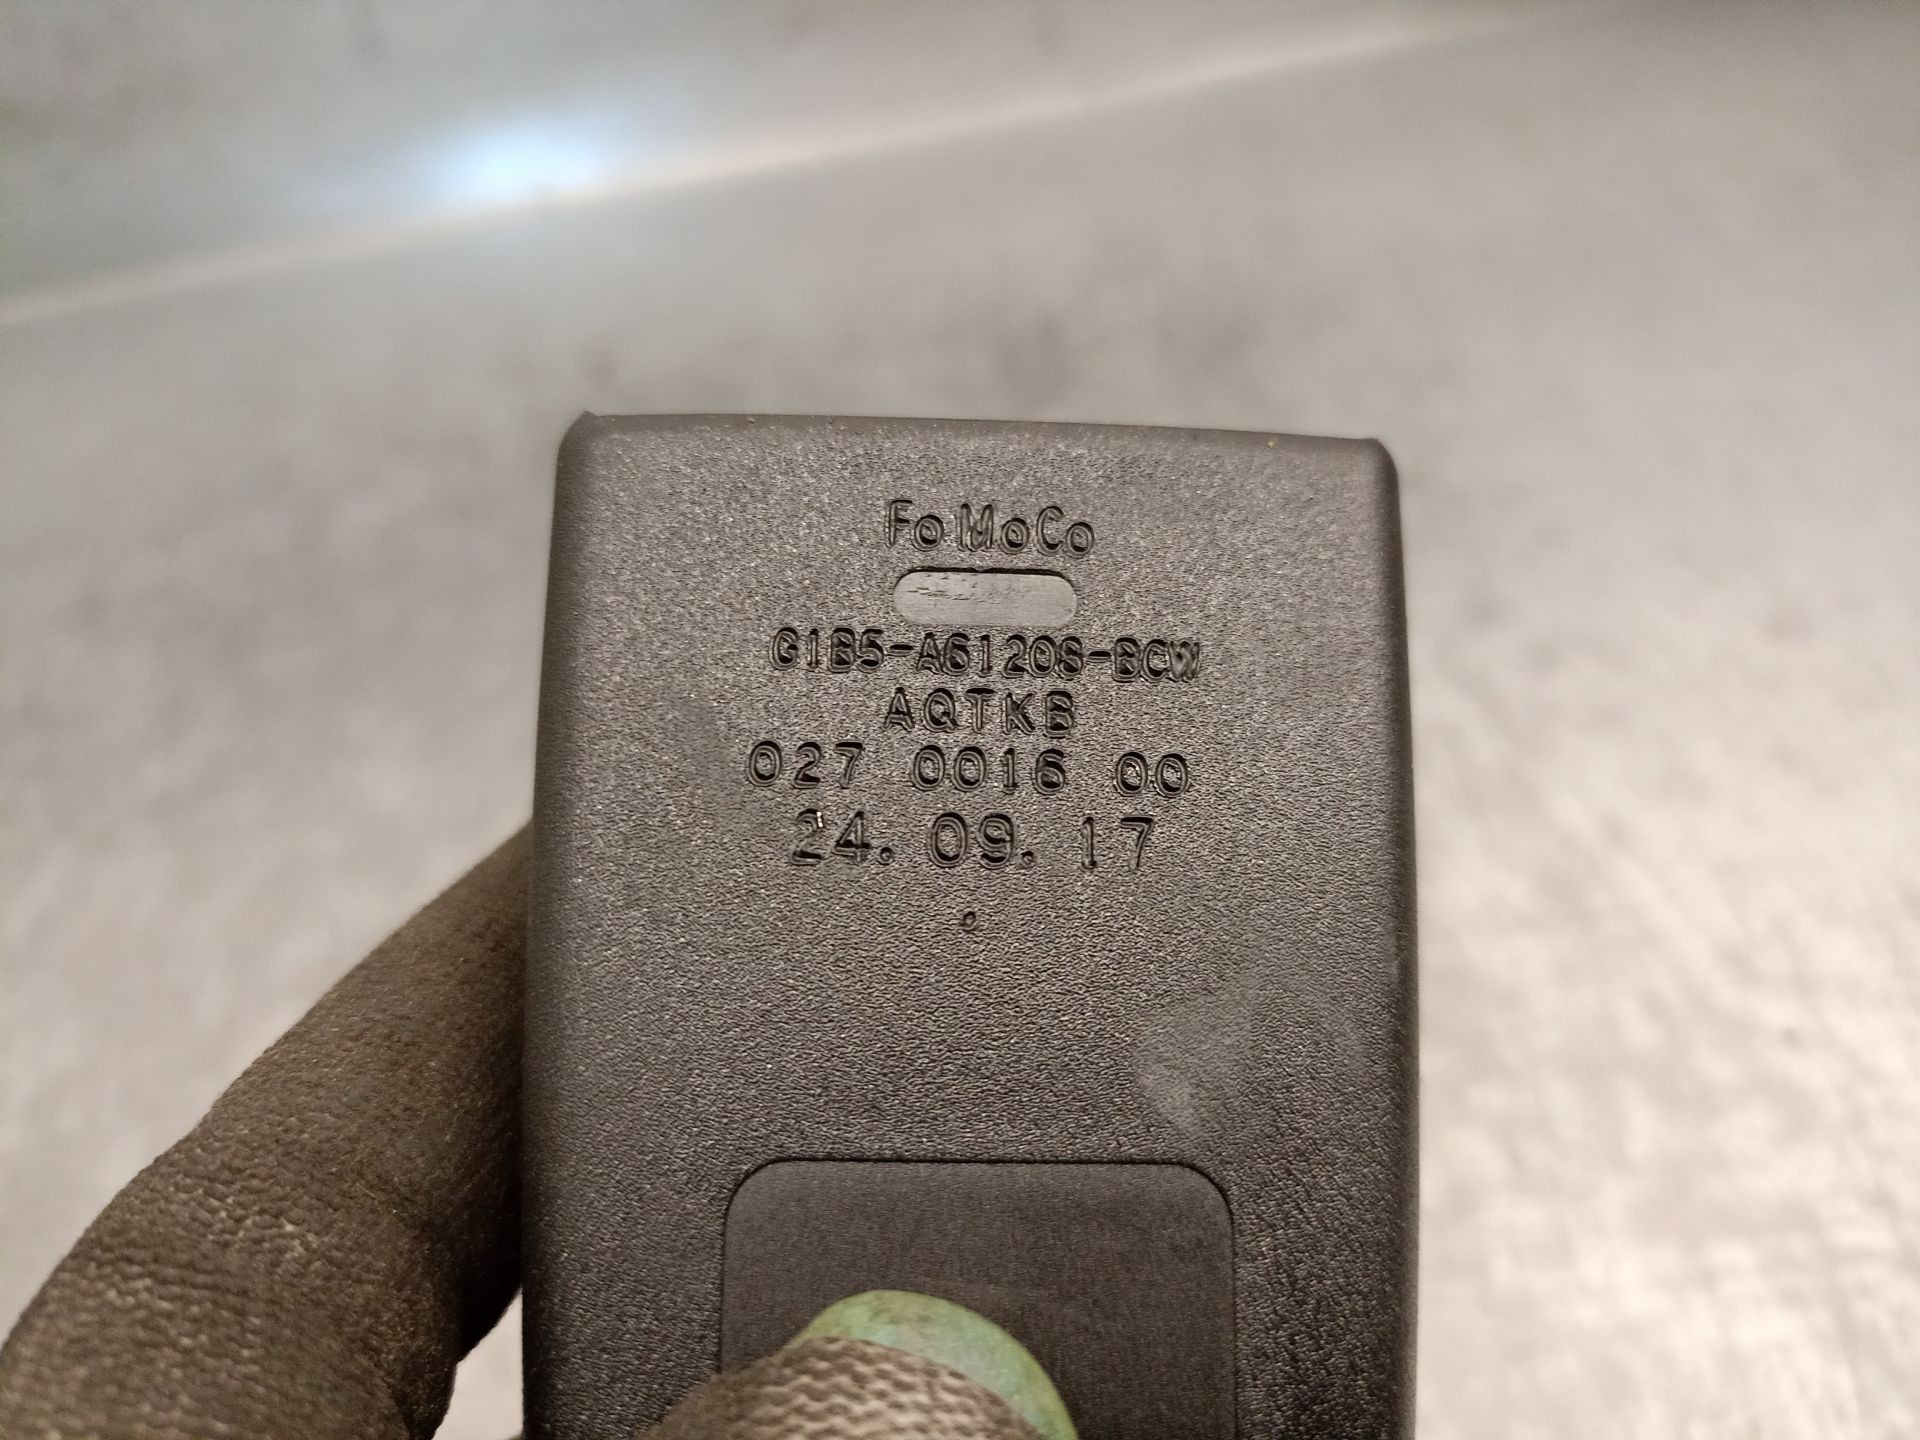 FoMoCo
G1B5-A61208-BCW
AQTKB
027 0016 00
24.09.17